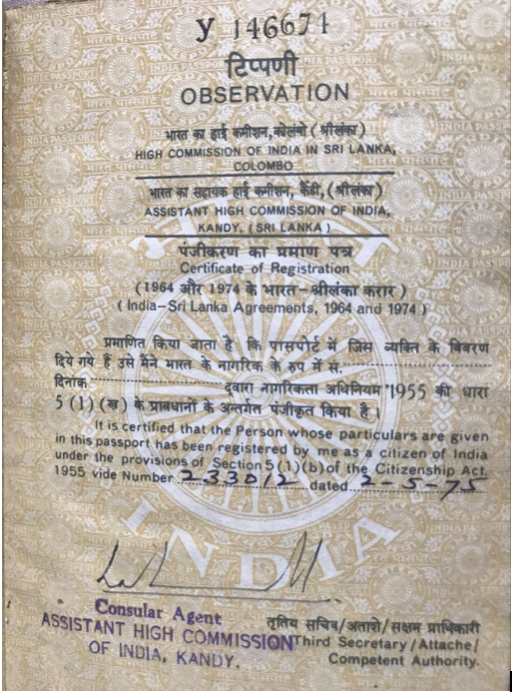 Y 146671
टिप्पणी
OBSERVATION
भारत का हाई कमीशन, कोलंबो (श्रीलंका)
HIGH COMMISSION OF INDIA IN SRI LANKA,
COLOMBO
भारत का सहायक हाई कमीशन, कैंडी, (श्रीलंका)
ASSISTANT HIGH COMMISSION OF INDIA,
KANDY, (SRI LANKA)
पंजीकरण का प्रमाण पत्र
Certificate of Registration
(1964 और 1974 के भारत-श्रीलंका करार)
(India-Sri Lanka Agreements, 1964 and 1974)
प्रमाणित किया जाता है, कि पासपोर्ट में जिस व्यक्ति के विवरण
दिये गये हैं उसे मैंने भारत के नागरिक के रुप में सं.
दिनांक द्वारा नागरिकता अधिनियम 1955 की धारा
5 (1) (ख) के प्रावधानों के अन्तर्गत पंजीकृत किया है।
It is certified that the Person whose particulars are given
in this passport has been registered by me as a citizen of India
under the provisions of Section 5 (1)(b) of the Citizenship Act.
1955 vide Number 233012 dated 2-5-75
INDIA
Consular Agent
ASSISTANT HIGH COMMISSION
OF INDIA, KANDY.
तृतिय सचिव/अताशे/सक्षम प्राधिकारी
Third Secretary/Attache/
Competent Authority.